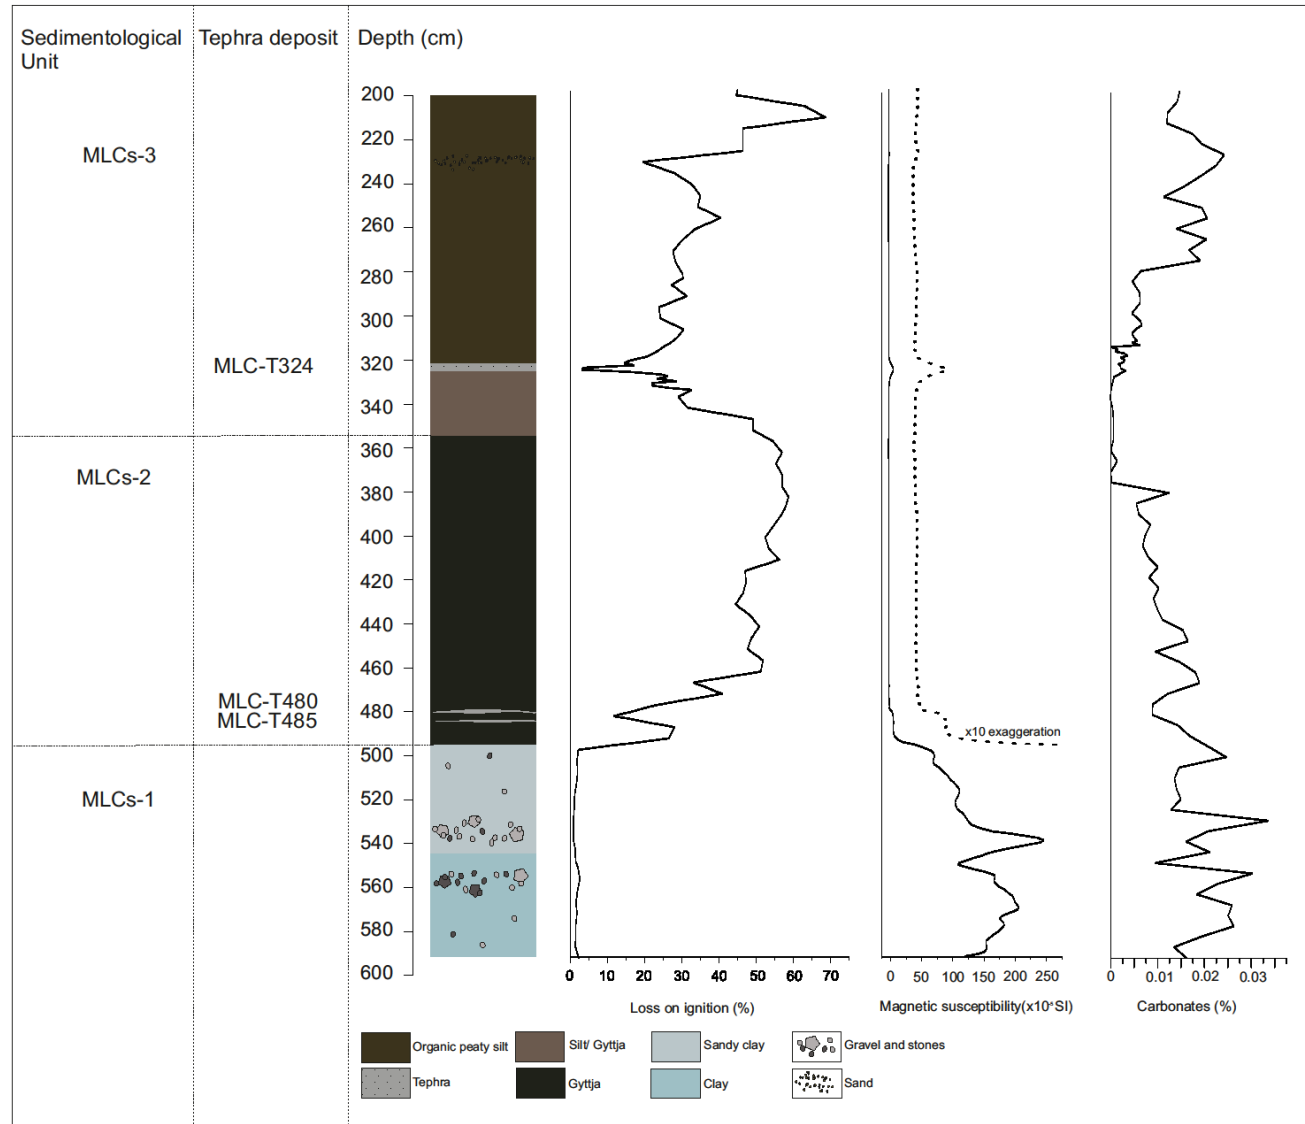 Sedimentological Unit
Tephra deposit
Depth (cm)
200
220
MLCs-3
240
260
280
300
320
MLC-T324
340
360
MLCs-2
380
400
420
440
460
MLC-T480
480
MLC-T485
x10 exaggeration
500
520
MLCs-1
540
560
580
600
0 10 20 30 40 50 60 70
0 50 100 150 200 250
0 0.01 0.02 0.03
Loss on ignition (%)
Magnetic susceptibility(x10⁻⁵SI)
Carbonates (%)
Organic peaty silt
Silt/ Gyttja
Sandy clay
Gravel and stones
Tephra
Gyttja
Clay
Sand